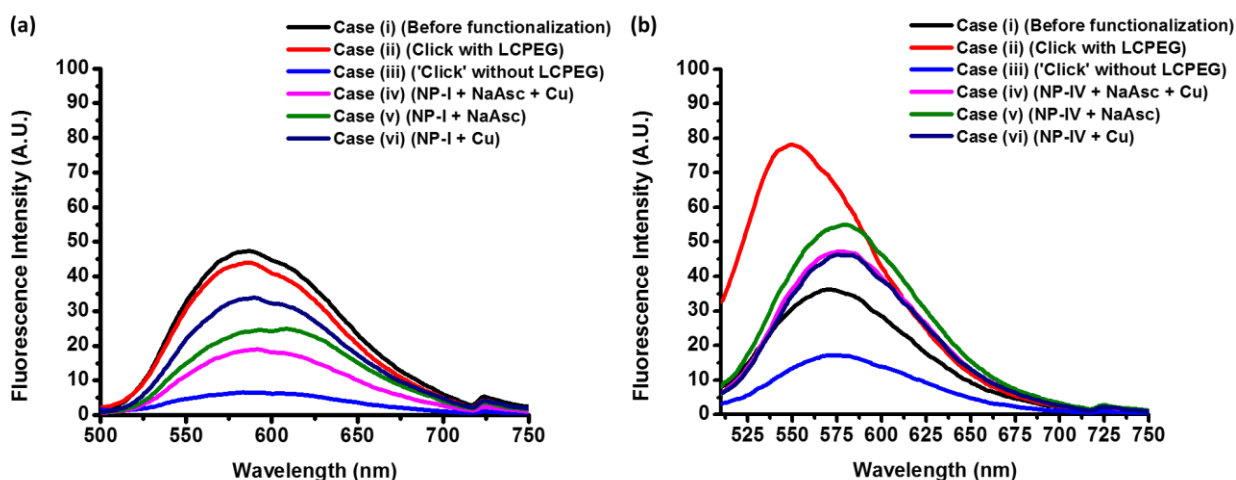 (a)
Case (i) (Before functionalization)
Case (ii) (Click with LCPEG)
Case (iii) ('Click' without LCPEG)
Case (iv) (NP-I + NaAsc + Cu)
Case (v) (NP-I + NaAsc)
Case (vi) (NP-I + Cu)
Fluorescence Intensity (A.U.)
100
90
80
70
60
50
40
30
20
10
0
500 550 600 650 700 750
Wavelength (nm)
(b)
Case (i) (Before functionalization)
Case (ii) (Click with LCPEG)
Case (iii) ('Click' without LCPEG)
Case (iv) (NP-IV + NaAsc + Cu)
Case (v) (NP-IV + NaAsc)
Case (vi) (NP-IV + Cu)
Fluorescence Intensity (A.U.)
100
90
80
70
60
50
40
30
20
10
0
525 550 575 600 625 650 675 700 725 750
Wavelength (nm)